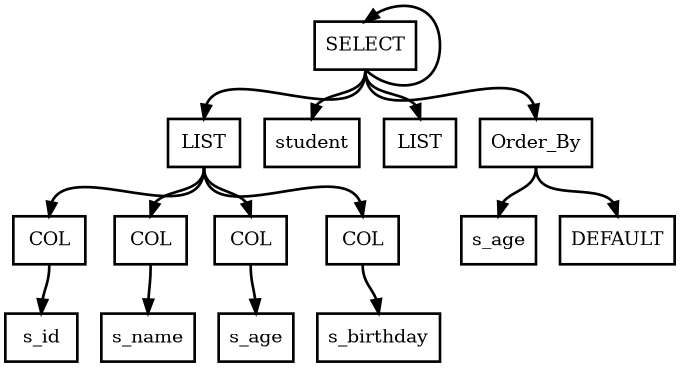 SELECT
LIST
student
LIST
Order_By
COL
COL
COL
COL
s_age
DEFAULT
s_id
s_name
s_age
s_birthday